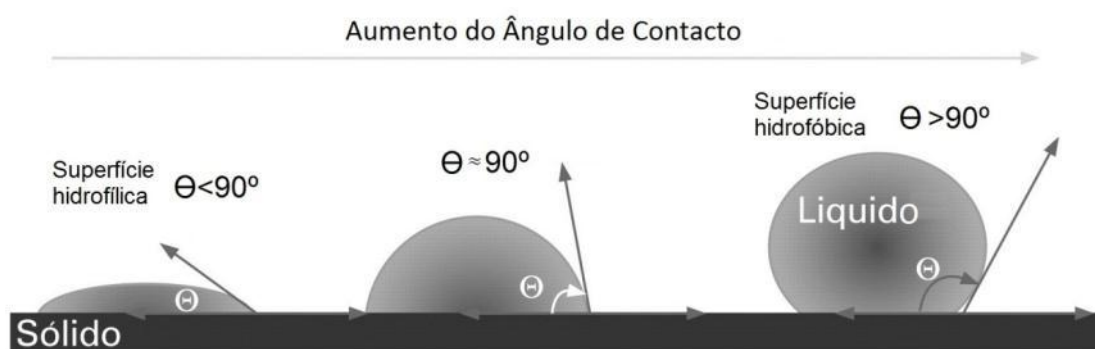 Aumento do Ângulo de Contacto
Superfície
hidrofílica
Θ<90º
Θ≈90º
Superfície
hidrofóbica
Θ >90º
Θ
Θ
Liquido
Θ
Sólido